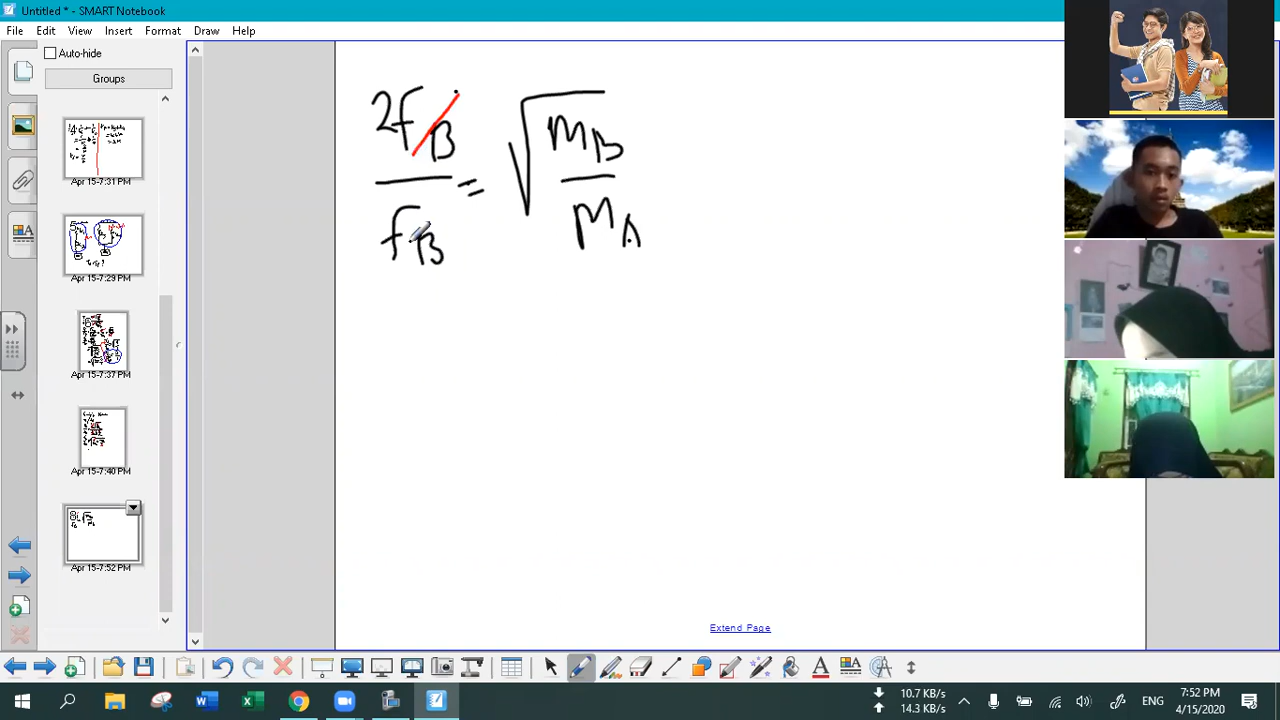 Untitled * - SMART Notebook
File Edit View Insert Format Draw Help
Auto-hide
Groups
Apr 15-7:31 PM
Apr 15-7:29 PM
Apr 15-7:37 PM
Apr 15-7:40 PM
Apr 15-7:52 PM
2fB
fB
=
√
mB
mA
Extend Page
10.7 KB/s
14.3 KB/s
ENG
7:52 PM
4/15/2020